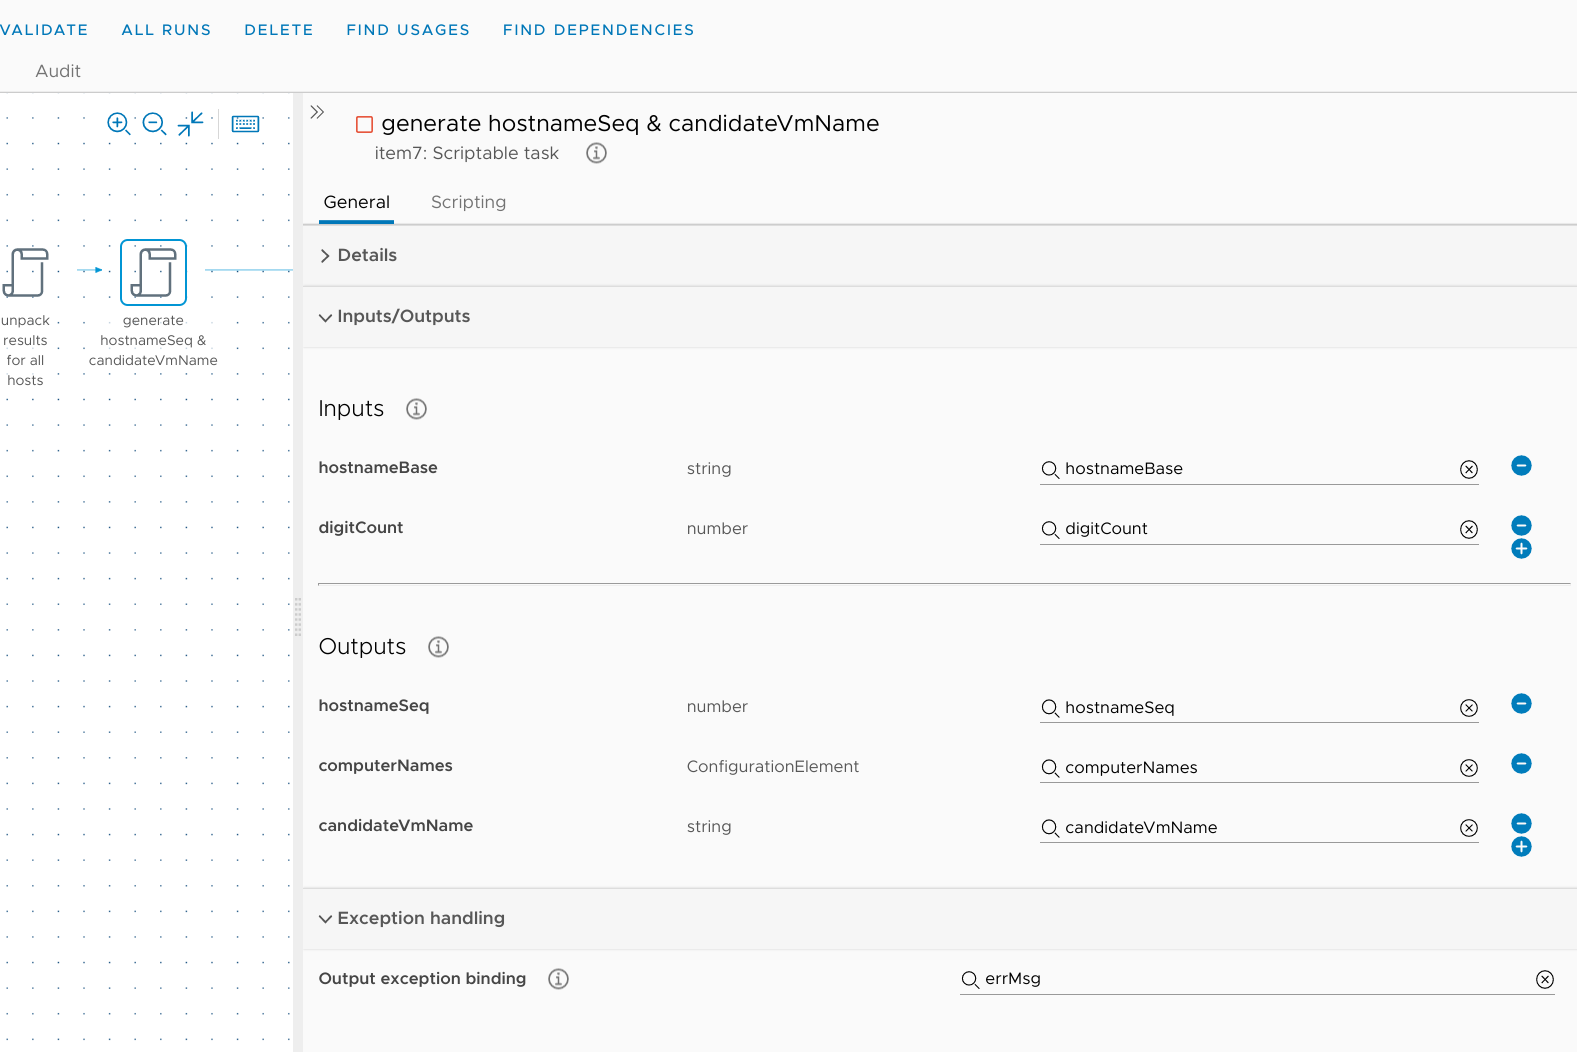 VALIDATE ALL RUNS DELETE FIND USAGES FIND DEPENDENCIES
Audit
generate hostnameSeq & candidateVmName
item7: Scriptable task
General Scripting
unpack
results
for all
hosts
generate
hostnameSeq &
candidateVmName
Details
Inputs/Outputs
Inputs
hostnameBase string hostnameBase
digitCount number digitCount
Outputs
hostnameSeq number hostnameSeq
computerNames ConfigurationElement computerNames
candidateVmName string candidateVmName
Exception handling
Output exception binding errMsg